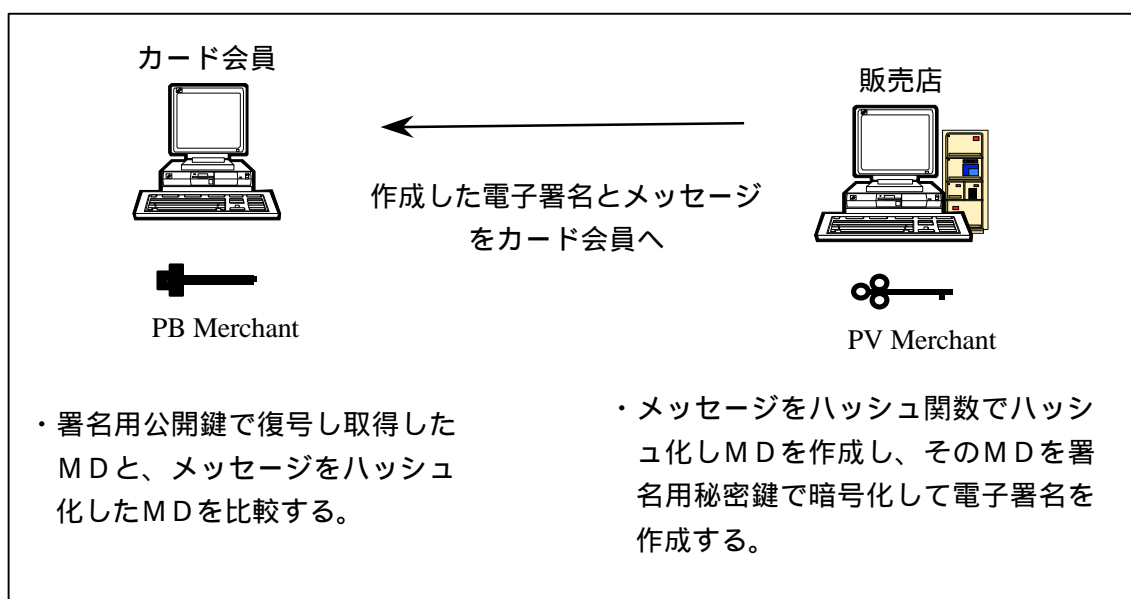 カード会員
販売店
作成した電子署名とメッセージ
をカード会員へ
PB Merchant
PV Merchant
・署名用公開鍵で復号し取得した
ＭＤと、メッセージをハッシュ
化したＭＤを比較する。
・メッセージをハッシュ関数でハッシ
ュ化しＭＤを作成し、そのＭＤを署
名用秘密鍵で暗号化して電子署名を
作成する。